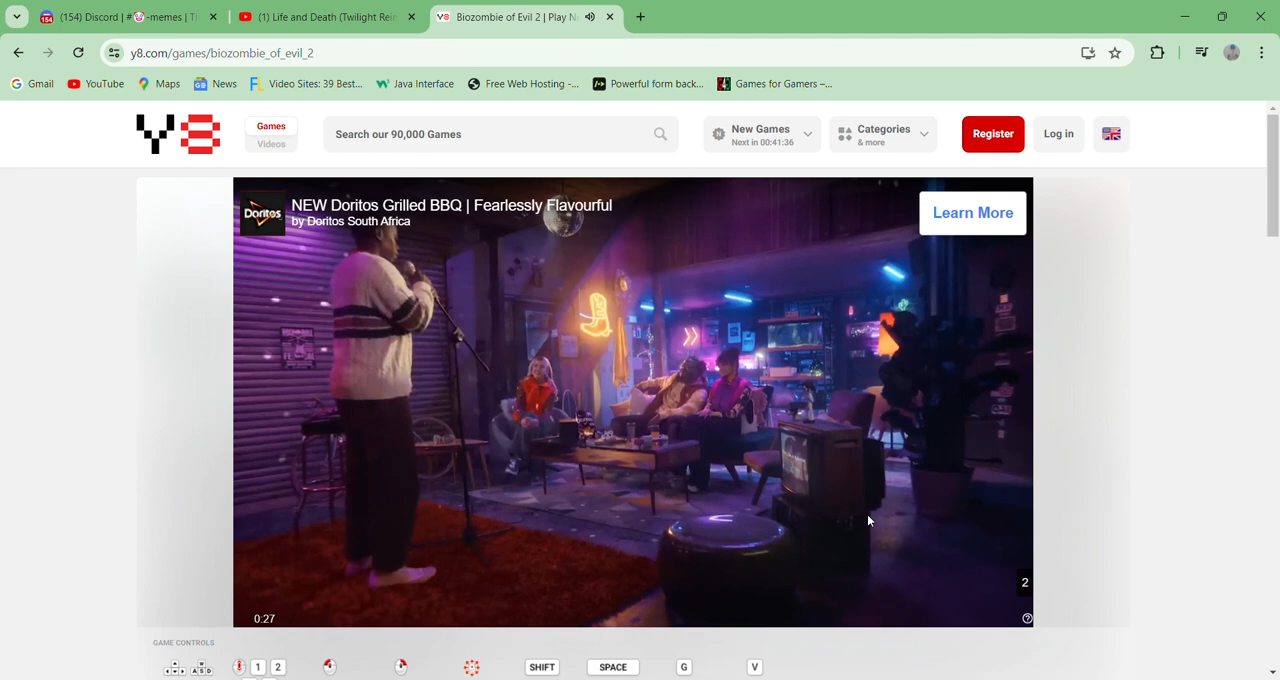 (154) Discord | #🤡-memes | T
(1) Life and Death (Twilight Rei
Biozombie of Evil 2 | Play N
y8.com/games/biozombie_of_evil_2
Gmail YouTube Maps News Video Sites: 39 Best... Java Interface Free Web Hosting -... Powerful form back... Games for Gamers –...
Y8
Games
Videos
Search our 90,000 Games
New Games
Next in 00:41:36
Categories
& more
Register
Log in
Doritos
NEW Doritos Grilled BBQ | Fearlessly Flavourful
by Doritos South Africa
Learn More
2
0:27
GAME CONTROLS
W
A S D
1 2 SHIFT SPACE G V